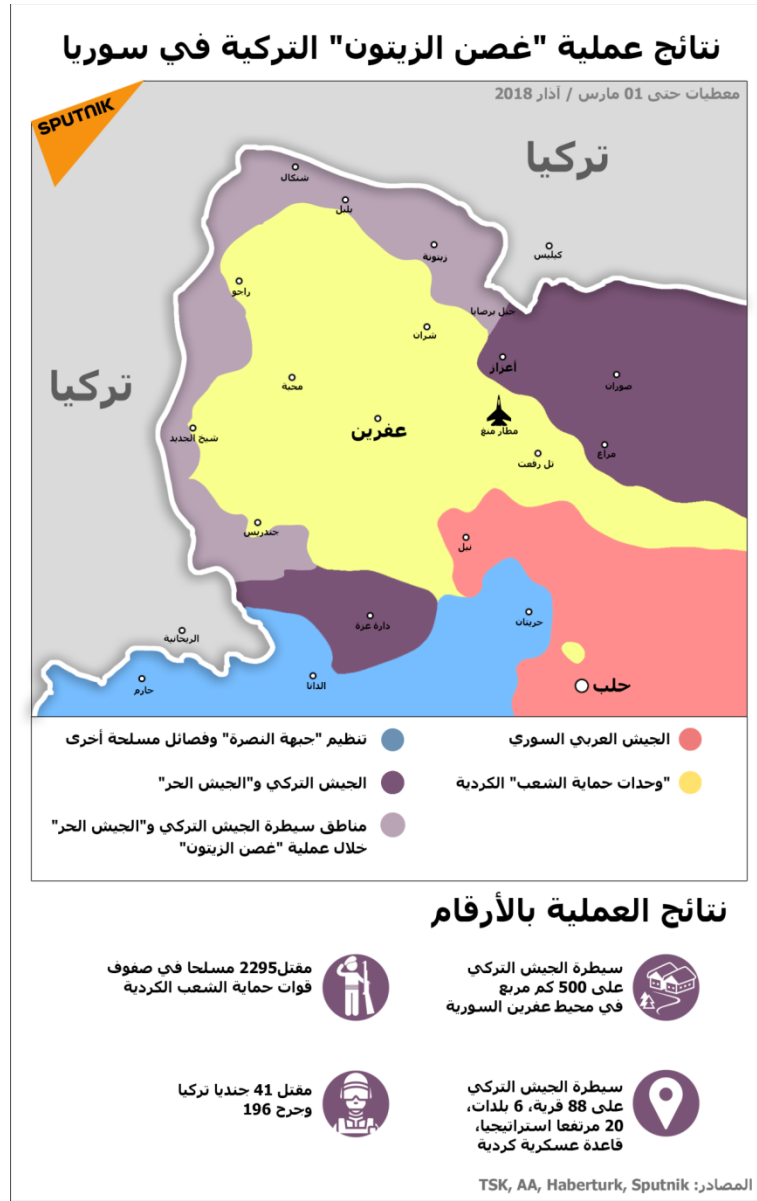 نتائج عملية "غصن الزيتون" التركية في سوريا
SPUTNIK
معطيات حتى 01 مارس / آذار 2018
تركيا
شنكال
بلبل
زيتونة
كيليس
راجو
جبل برصايا
شران
أعزاز
صوران
تركيا
محبة
عفرين
مطار منغ
شيخ الحديد
مراع
تل رفعت
جنديرس
نبل
حريتان
دارة عزة
الريحانية
حلب
الدانا
حارم
الجيش العربي السوري
تنظيم "جبهة النصرة" وفصائل مسلحة أخرى
"وحدات حماية الشعب" الكردية
الجيش التركي و"الجيش الحر"
مناطق سيطرة الجيش التركي و"الجيش الحر"
خلال عملية "غصن الزيتون"
نتائج العملية بالأرقام
سيطرة الجيش التركي
على 500 كم مربع
في محيط عفرين السورية
مقتل2295 مسلحا في صفوف
قوات حماية الشعب الكردية
سيطرة الجيش التركي
على 88 قرية، 6 بلدات،
20 مرتفعا استراتيجيا،
قاعدة عسكرية كردية
مقتل 41 جنديا تركيا
وجرح 196
المصادر: TSK, AA, Haberturk, Sputnik